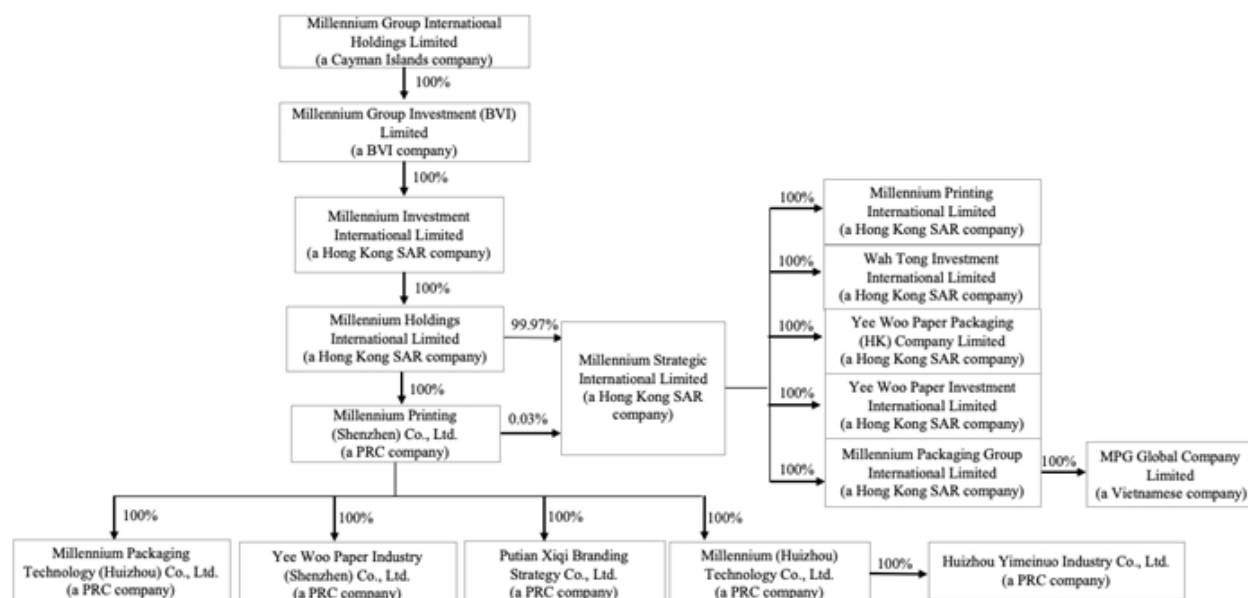 Millennium Group International
Holdings Limited
(a Cayman Islands company)
100%
Millennium Group Investment (BVI)
Limited
(a BVI company)
100%
Millennium Investment
International Limited
(a Hong Kong SAR company)
100%
Millennium Holdings
International Limited
(a Hong Kong SAR company)
99.97%
100%
Millennium Printing
(Shenzhen) Co., Ltd.
(a PRC company)
0.03%
Millennium Strategic
International Limited
(a Hong Kong SAR
company)
100%
Millennium Printing
International Limited
(a Hong Kong SAR company)
100%
Wah Tong Investment
International Limited
(a Hong Kong SAR company)
100%
Yee Woo Paper Packaging
(HK) Company Limited
(a Hong Kong SAR company)
100%
Yee Woo Paper Investment
International Limited
(a Hong Kong SAR company)
100%
Millennium Packaging Group
International Limited
(a Hong Kong SAR company)
100%
MPG Global Company
Limited
(a Vietnamese company)
100%
Millennium Packaging
Technology (Huizhou) Co., Ltd.
(a PRC company)
100%
Yee Woo Paper Industry
(Shenzhen) Co., Ltd.
(a PRC company)
100%
Putian Xiqi Branding
Strategy Co., Ltd.
(a PRC company)
100%
Millennium (Huizhou)
Technology Co., Ltd.
(a PRC company)
100%
Huizhou Yimeinuo Industry Co., Ltd.
(a PRC company)